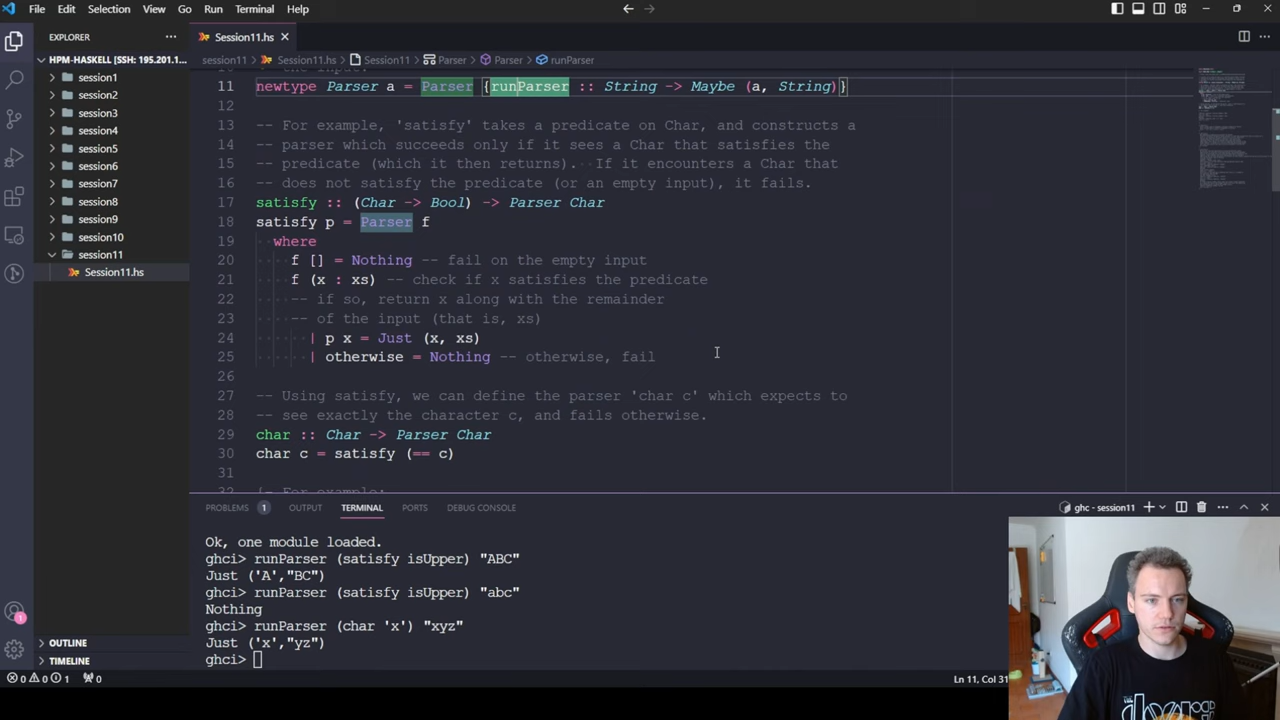 File Edit Selection View Go Run Terminal Help
EXPLORER
Session11.hs
HPM-HASKELL [SSH: 195.201.1...
session11 > Session11.hs > Session11 > Parser > Parser > runParser
session1
session2
session3
session4
session5
session6
session7
session8
session9
session10
session11
Session11.hs
OUTLINE
TIMELINE
11 newtype Parser a = Parser {runParser :: String -> Maybe (a, String)}
12
13 -- For example, 'satisfy' takes a predicate on Char, and constructs a
14 -- parser which succeeds only if it sees a Char that satisfies the
15 -- predicate (which it then returns).  If it encounters a Char that
16 -- does not satisfy the predicate (or an empty input), it fails.
17 satisfy :: (Char -> Bool) -> Parser Char
18 satisfy p = Parser f
19   where
20     f [] = Nothing -- fail on the empty input
21     f (x : xs) -- check if x satisfies the predicate
22     -- if so, return x along with the remainder
23     -- of the input (that is, xs)
24       | p x = Just (x, xs)
25       | otherwise = Nothing -- otherwise, fail
26
27 -- Using satisfy, we can define the parser 'char c' which expects to
28 -- see exactly the character c, and fails otherwise.
29 char :: Char -> Parser Char
30 char c = satisfy (== c)
31
32 {- For example:
PROBLEMS 1 OUTPUT TERMINAL PORTS DEBUG CONSOLE
ghc - session11
Ok, one module loaded.
ghci> runParser (satisfy isUpper) "ABC"
Just ('A',"BC")
ghci> runParser (satisfy isUpper) "abc"
Nothing
ghci> runParser (char 'x') "xyz"
Just ('x',"yz")
ghci>
1
0 0 1 0
Ln 11, Col 31
THE